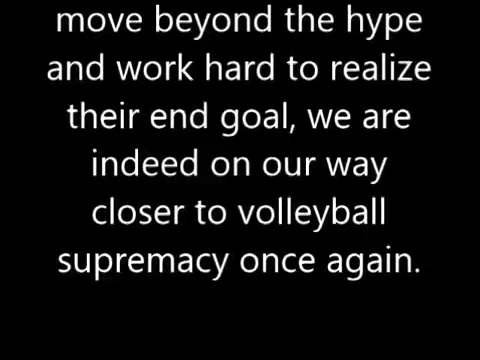 move beyond the hype
and work hard to realize
their end goal, we are
indeed on our way
closer to volleyball
supremacy once again.